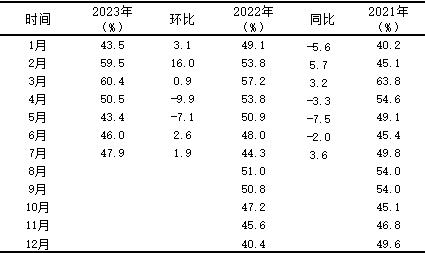 时间 2023年（%） 环比 2022年（%） 同比 2021年（%）
1月 43.5 3.1 49.1 -5.6 40.2
2月 59.5 16.0 53.8 5.7 45.1
3月 60.4 0.9 57.2 3.2 63.8
4月 50.5 -9.9 53.8 -3.3 54.6
5月 43.4 -7.1 50.9 -7.5 49.1
6月 46.0 2.6 48.0 -2.0 45.4
7月 47.9 1.9 44.3 3.6 49.8
8月 51.0 54.0
9月 50.8 54.0
10月 47.2 45.1
11月 45.6 46.8
12月 40.4 49.6